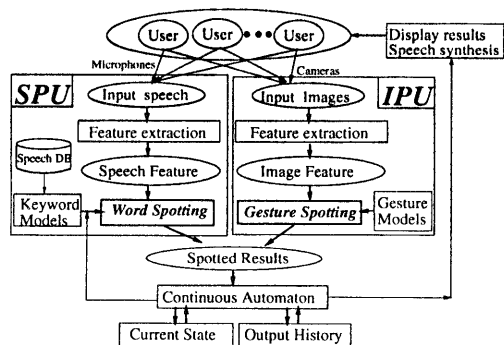 User User User
Display results
Speech synthesis
Microphones
Cameras
SPU
Input speech
Input Images
IPU
Feature extraction
Feature extraction
Speech DB
Speech Feature
Image Feature
Keyword
Models
Word Spotting
Gesture Spotting
Gesture
Models
Spotted Results
Continuous Automaton
Current State
Output History